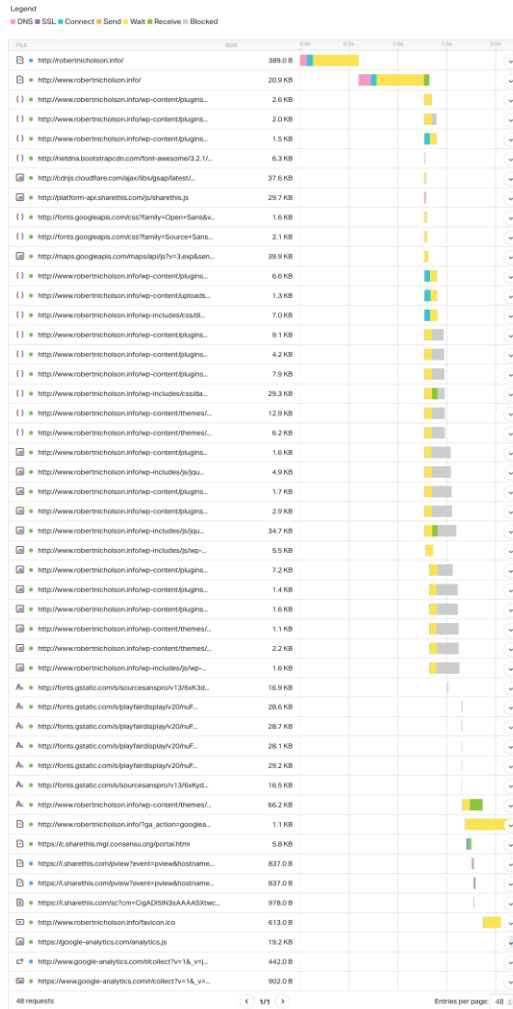 Legend
DNS SSL Connect Send Wait Receive Blocked
FILE SIZE 0.0s 0.5s 1.0s 1.5s 2.0s
http://robertnicholson.info/ 389.0 B
http://www.robertnicholson.info/ 20.9 KB
http://www.robertnicholson.info/wp-content/plugins... 2.6 KB
http://www.robertnicholson.info/wp-content/plugins... 2.0 KB
http://www.robertnicholson.info/wp-content/plugins... 1.5 KB
http://netdna.bootstrapcdn.com/font-awesome/3.2.1/... 6.3 KB
http://cdnjs.cloudflare.com/ajax/libs/gsap/latest/... 37.6 KB
http://platform-api.sharethis.com/js/sharethis.js 29.7 KB
http://fonts.googleapis.com/css?family=Open+Sans&v... 1.6 KB
http://fonts.googleapis.com/css?family=Source+Sans... 2.1 KB
http://maps.googleapis.com/maps/api/js?v=3.exp&sen... 39.9 KB
http://www.robertnicholson.info/wp-content/plugins... 6.6 KB
http://www.robertnicholson.info/wp-content/uploads... 1.3 KB
http://www.robertnicholson.info/wp-includes/css/di... 7.0 KB
http://www.robertnicholson.info/wp-content/plugins... 9.1 KB
http://www.robertnicholson.info/wp-content/plugins... 4.2 KB
http://www.robertnicholson.info/wp-content/plugins... 7.9 KB
http://www.robertnicholson.info/wp-includes/css/da... 29.3 KB
http://www.robertnicholson.info/wp-content/themes/... 12.9 KB
http://www.robertnicholson.info/wp-content/themes/... 6.2 KB
http://www.robertnicholson.info/wp-content/plugins... 1.6 KB
http://www.robertnicholson.info/wp-includes/js/jqu... 4.9 KB
http://www.robertnicholson.info/wp-content/plugins... 1.7 KB
http://www.robertnicholson.info/wp-content/plugins... 2.9 KB
http://www.robertnicholson.info/wp-includes/js/jqu... 34.7 KB
http://www.robertnicholson.info/wp-includes/js/wp-... 5.5 KB
http://www.robertnicholson.info/wp-content/plugins... 7.2 KB
http://www.robertnicholson.info/wp-content/plugins... 1.4 KB
http://www.robertnicholson.info/wp-content/plugins... 1.6 KB
http://www.robertnicholson.info/wp-content/themes/... 1.1 KB
http://www.robertnicholson.info/wp-content/themes/... 2.2 KB
http://www.robertnicholson.info/wp-includes/js/wp-... 1.6 KB
http://fonts.gstatic.com/s/sourcesanspro/v13/6xK3d... 16.9 KB
http://fonts.gstatic.com/s/playfairdisplay/v20/nuF... 28.6 KB
http://fonts.gstatic.com/s/playfairdisplay/v20/nuF... 28.7 KB
http://fonts.gstatic.com/s/playfairdisplay/v20/nuF... 28.1 KB
http://fonts.gstatic.com/s/playfairdisplay/v20/nuF... 29.2 KB
http://fonts.gstatic.com/s/sourcesanspro/v13/6xKyd... 16.5 KB
http://www.robertnicholson.info/wp-content/themes/... 66.2 KB
http://www.robertnicholson.info/?ga_action=googlea... 1.1 KB
https://c.sharethis.mgr.consensu.org/portal.html 5.8 KB
https://l.sharethis.com/pview?event=pview&hostname... 837.0 B
https://l.sharethis.com/pview?event=pview&hostname... 837.0 B
https://l.sharethis.com/sc?cm=CigADl5lN3sAAAASXtwc... 978.0 B
http://www.robertnicholson.info/favicon.ico 613.0 B
https://google-analytics.com/analytics.js 19.2 KB
http://www.google-analytics.com/r/collect?v=1&_v=j... 442.0 B
https://www.google-analytics.com/r/collect?v=1&_v=... 902.0 B
48 requests 1/1 Entries per page: 48